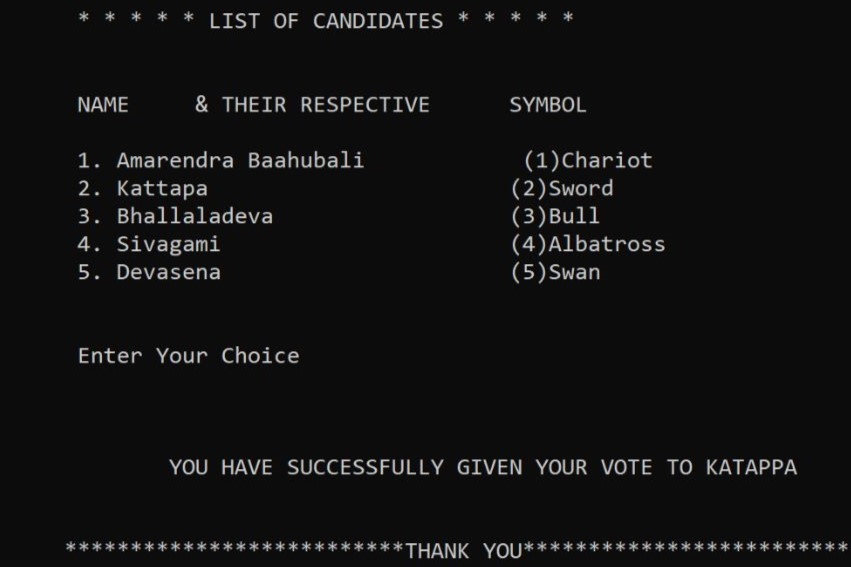 * * * * * LIST OF CANDIDATES * * * * *
NAME & THEIR RESPECTIVE SYMBOL
1. Amarendra Baahubali (1)Chariot
2. Kattapa (2)Sword
3. Bhallaladeva (3)Bull
4. Sivagami (4)Albatross
5. Devasena (5)Swan
Enter Your Choice
YOU HAVE SUCCESSFULLY GIVEN YOUR VOTE TO KATAPPA
**************************THANK YOU*************************